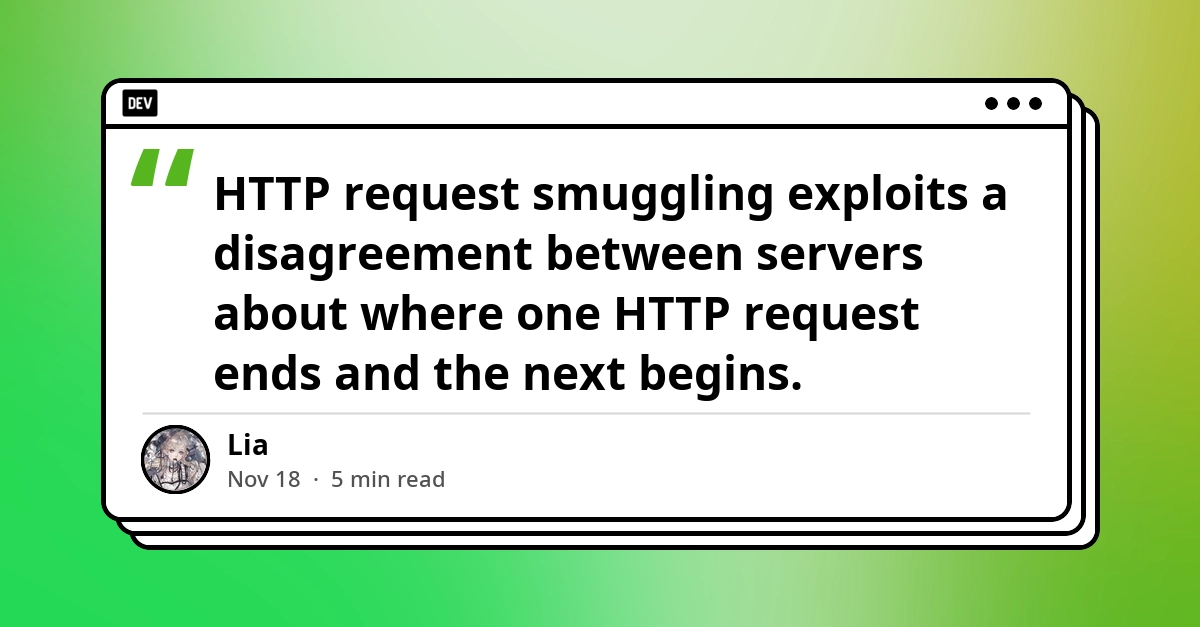 DEV
HTTP request smuggling exploits a
disagreement between servers
about where one HTTP request
ends and the next begins.
Lia
Nov 18 · 5 min read